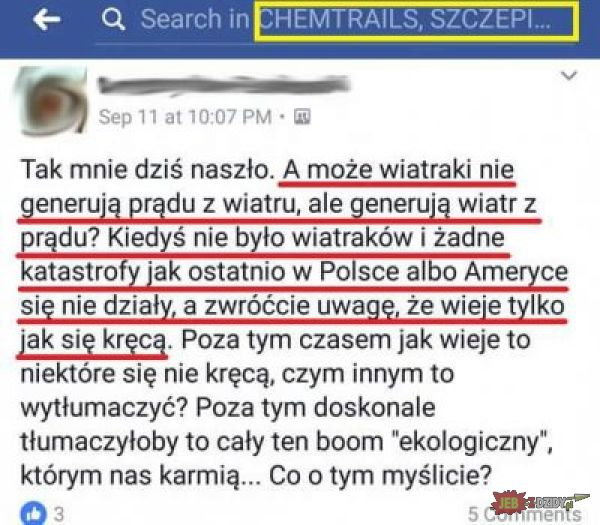 Search in CHEMTRAILS, SZCZEPI...
Sep 11 at 10:07 PM
Tak mnie dziś naszło. A może wiatraki nie
generują prądu z wiatru, ale generują wiatr z
prądu? Kiedyś nie było wiatraków i żadne
katastrofy jak ostatnio w Polsce albo Ameryce
się nie działy, a zwróćcie uwagę, że wieje tylko
jak się kręcą. Poza tym czasem jak wieje to
niektóre się nie kręcą, czym innym to
wytłumaczyć? Poza tym doskonale
tłumaczyłoby to cały ten boom "ekologiczny",
którym nas karmią... Co o tym myślicie?
3
5 Comments
JEB Z DZIDY.pl